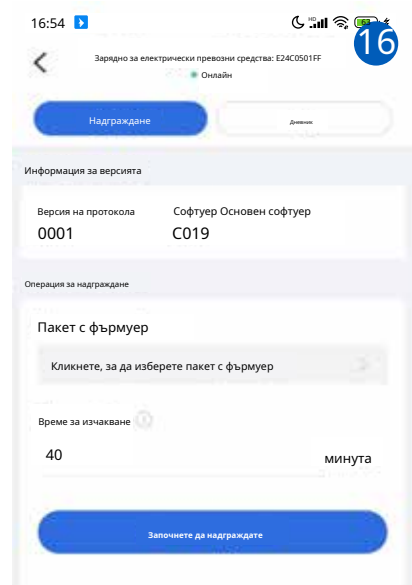 16:54
63
16
Зарядно за електрически превозни средства: E24C0501FF
Онлайн
Надграждане
Дневник
Информация за версията
Версия на протокола
Софтуер Основен софтуер
0001
C019
Операция за надграждане
Пакет с фърмуер
Кликнете, за да изберете пакет с фърмуер
Време за изчакване
40
минута
Започнете да надграждате